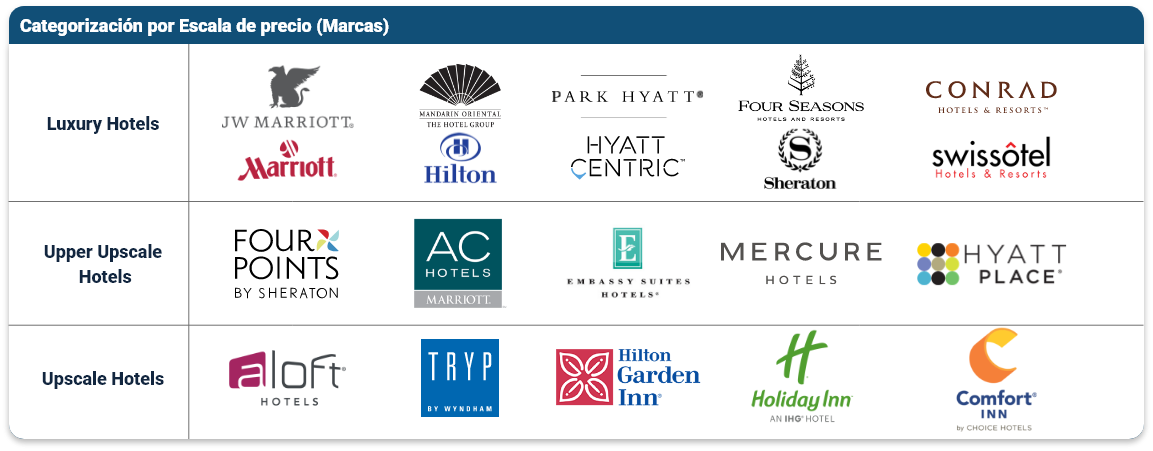 Categorización por Escala de precio (Marcas)
Luxury Hotels
JW MARRIOTT®
MANDARIN ORIENTAL
THE HOTEL GROUP
PARK HYATT®
FOUR SEASONS
HOTELS AND RESORTS
CONRAD
HOTELS & RESORTS™
Marriott®
Hilton
HYATT
CENTRIC™
S
Sheraton
swissôtel
Hotels & Resorts
Upper Upscale
Hotels
FOUR
POINTS
BY SHERATON
AC
HOTELS
MARRIOTT
E
EMBASSY SUITES
HOTELS®
MERCURE
HOTELS
HYATT
PLACE®
Upscale Hotels
aloft®
HOTELS
TRYP
BY WYNDHAM
Hilton
Garden
Inn®
H
Holiday Inn®
AN IHG® HOTEL
Comfort®
INN
by CHOICE HOTELS